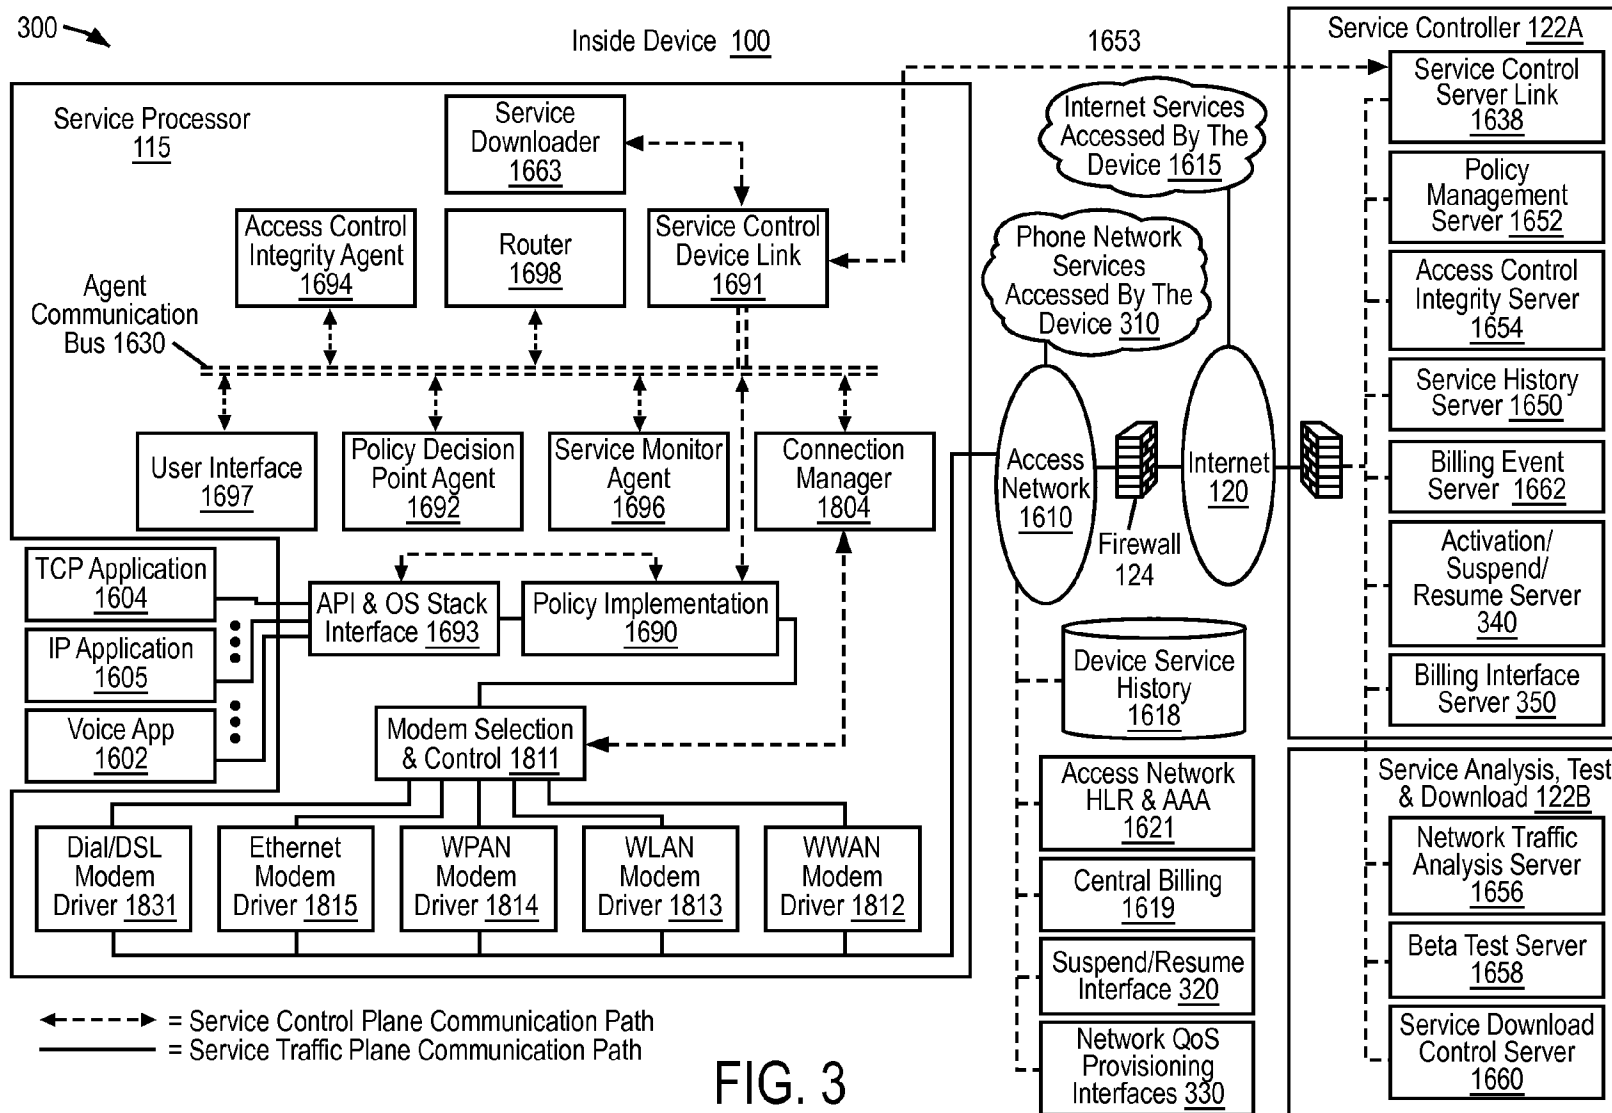 300
Inside Device 100
1653
Service Controller 122A
Service Processor
115
Service
Downloader
1663
Access Control
Integrity Agent
1694
Router
1698
Service Control
Device Link
1691
Agent
Communication
Bus 1630
User Interface
1697
Policy Decision
Point Agent
1692
Service Monitor
Agent
1696
Connection
Manager
1804
TCP Application
1604
IP Application
1605
Voice App
1602
API & OS Stack
Interface 1693
Policy Implementation
1690
Modem Selection
& Control 1811
Dial/DSL
Modem
Driver 1831
Ethernet
Modem
Driver 1815
WPAN
Modem
Driver 1814
WLAN
Modem
Driver 1813
WWAN
Modem
Driver 1812
Internet Services
Accessed By The
Device 1615
Phone Network
Services
Accessed By The
Device 310
Access
Network
1610
Firewall
124
Internet
120
Device Service
History
1618
Access Network
HLR & AAA
1621
Central Billing
1619
Suspend/Resume
Interface 320
Network QoS
Provisioning
Interfaces 330
Service Control
Server Link
1638
Policy
Management
Server 1652
Access Control
Integrity Server
1654
Service History
Server 1650
Billing Event
Server 1662
Activation/
Suspend/
Resume Server
340
Billing Interface
Server 350
Service Analysis, Test
& Download 122B
Network Traffic
Analysis Server
1656
Beta Test Server
1658
Service Download
Control Server
1660
= Service Control Plane Communication Path
= Service Traffic Plane Communication Path
FIG. 3